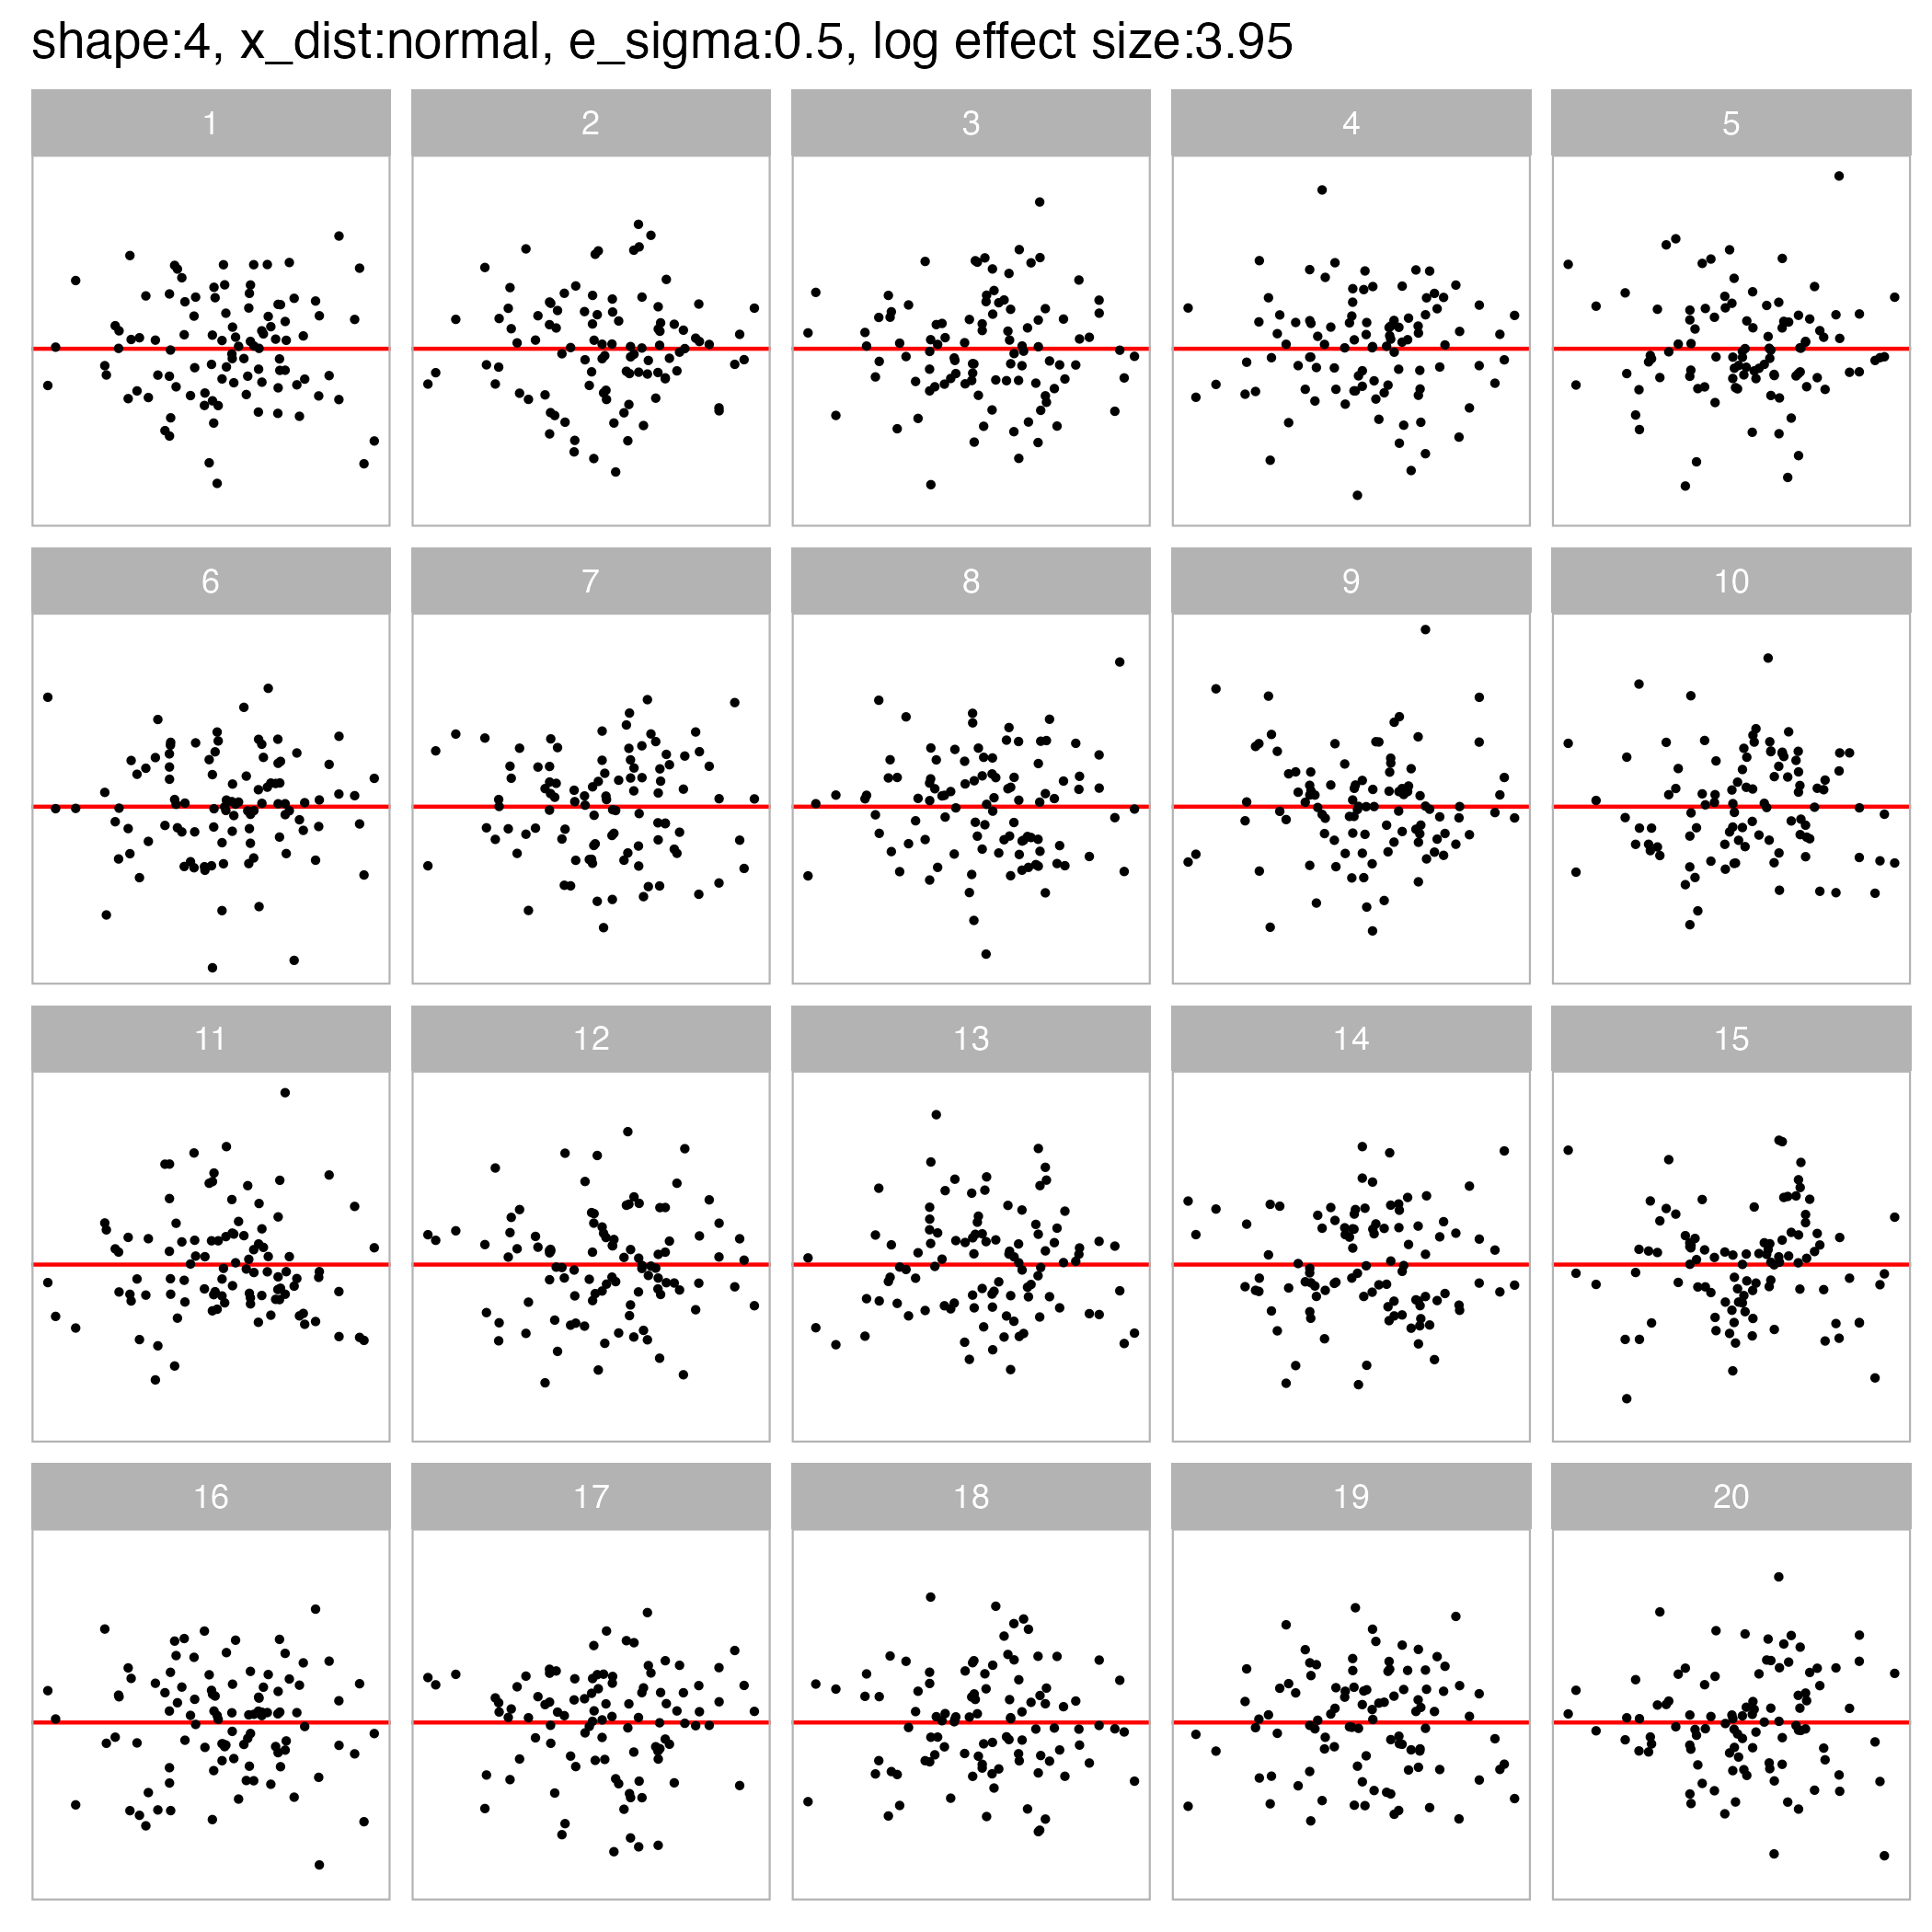 shape:4, x_dist:normal, e_sigma:0.5, log effect size:3.95
1 2 3 4 5
6 7 8 9 10
11 12 13 14 15
16 17 18 19 20